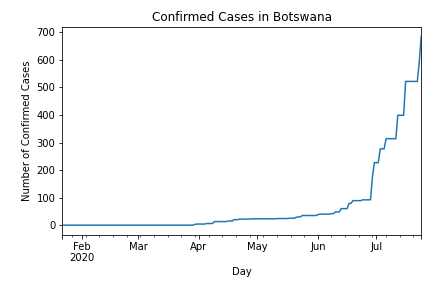 Confirmed Cases in Botswana
Number of Confirmed Cases
700
600
500
400
300
200
100
0
Feb Mar Apr May Jun Jul
2020
Day